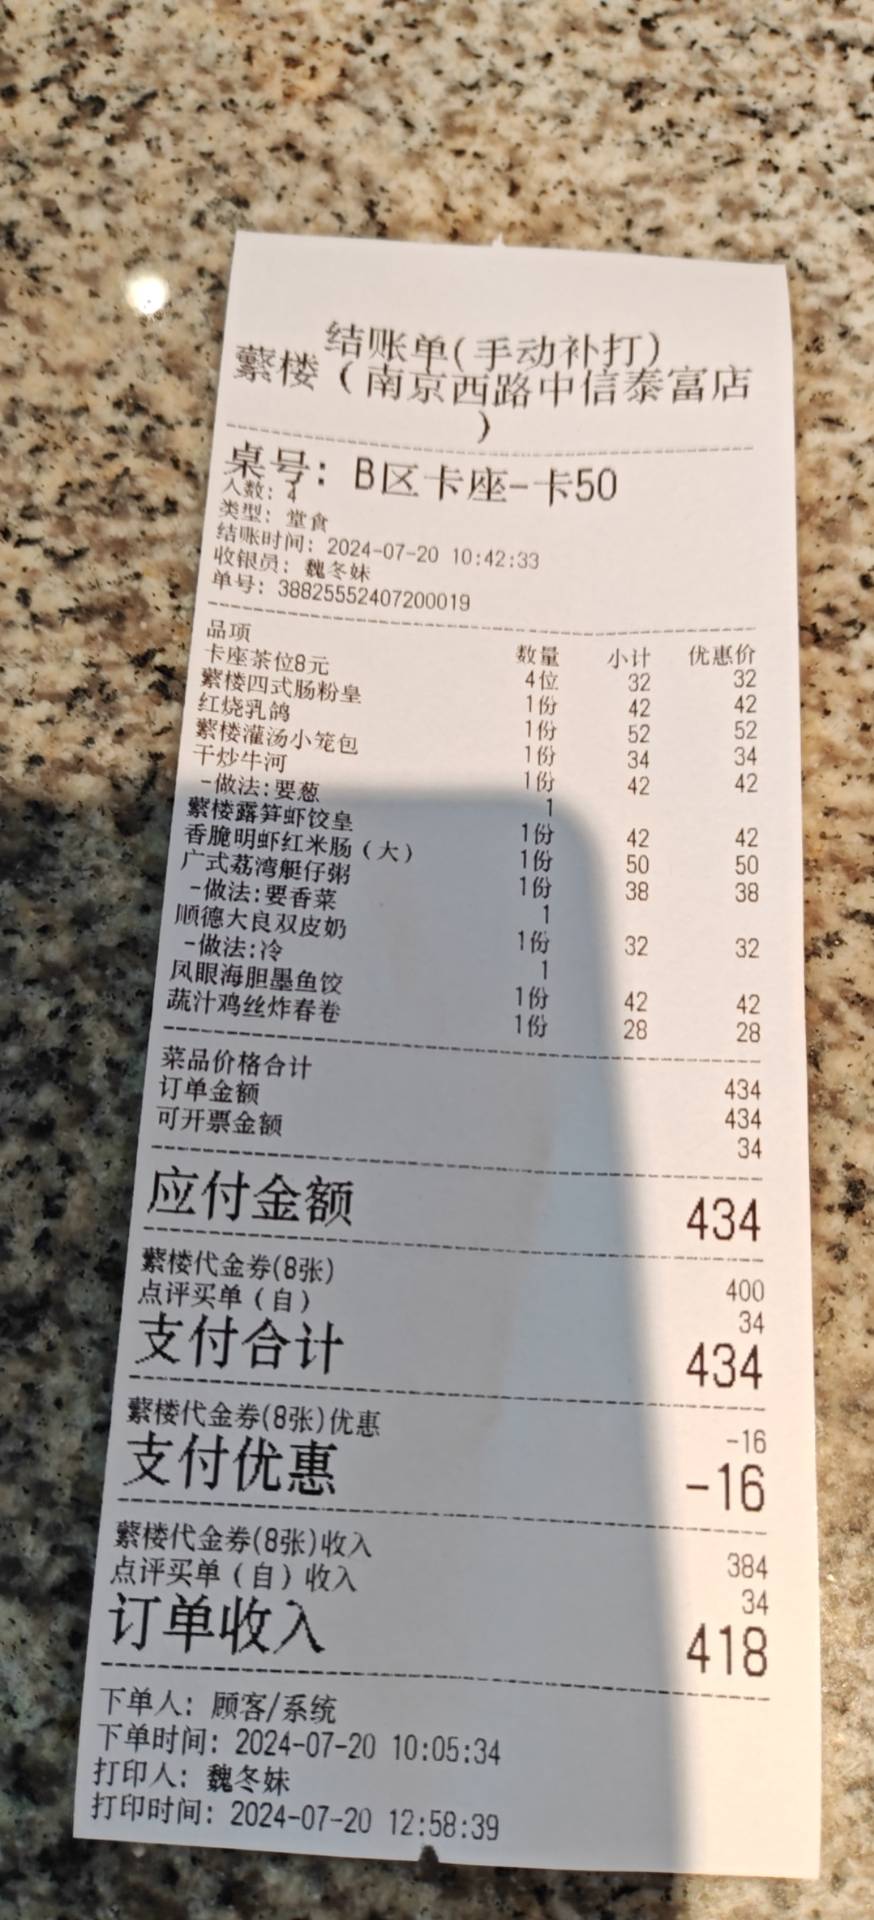 结账单(手动补打)
蘩楼（南京西路中信泰富店
）
桌号: B区卡座-卡50
人数: 4
类型: 堂食
结账时间: 2024-07-20 10:42:33
收银员: 魏冬妹
单号: 38825552407200019
品项 数量 小计 优惠价
卡座茶位8元 4位 32 32
蘩楼四式肠粉皇 1份 42 42
红烧乳鸽 1份 52 52
蘩楼灌汤小笼包 1份 34 34
干炒牛河 1份 42 42
-做法:要葱 1
蘩楼露笋虾饺皇 1份 42 42
香脆明虾红米肠（大） 1份 50 50
广式荔湾艇仔粥 1份 38 38
-做法:要香菜 1
顺德大良双皮奶 1份 32 32
-做法:冷 1
凤眼海胆墨鱼饺 1份 42 42
蔬汁鸡丝炸春卷 1份 28 28
菜品价格合计 434
订单金额 434
可开票金额 34
应付金额 434
蘩楼代金券(8张) 400
点评买单（自） 34
支付合计 434
蘩楼代金券(8张)优惠 -16
支付优惠 -16
蘩楼代金券(8张)收入 384
点评买单（自）收入 34
订单收入 418
下单人: 顾客/系统
下单时间: 2024-07-20 10:05:34
打印人: 魏冬妹
打印时间: 2024-07-20 12:58:39